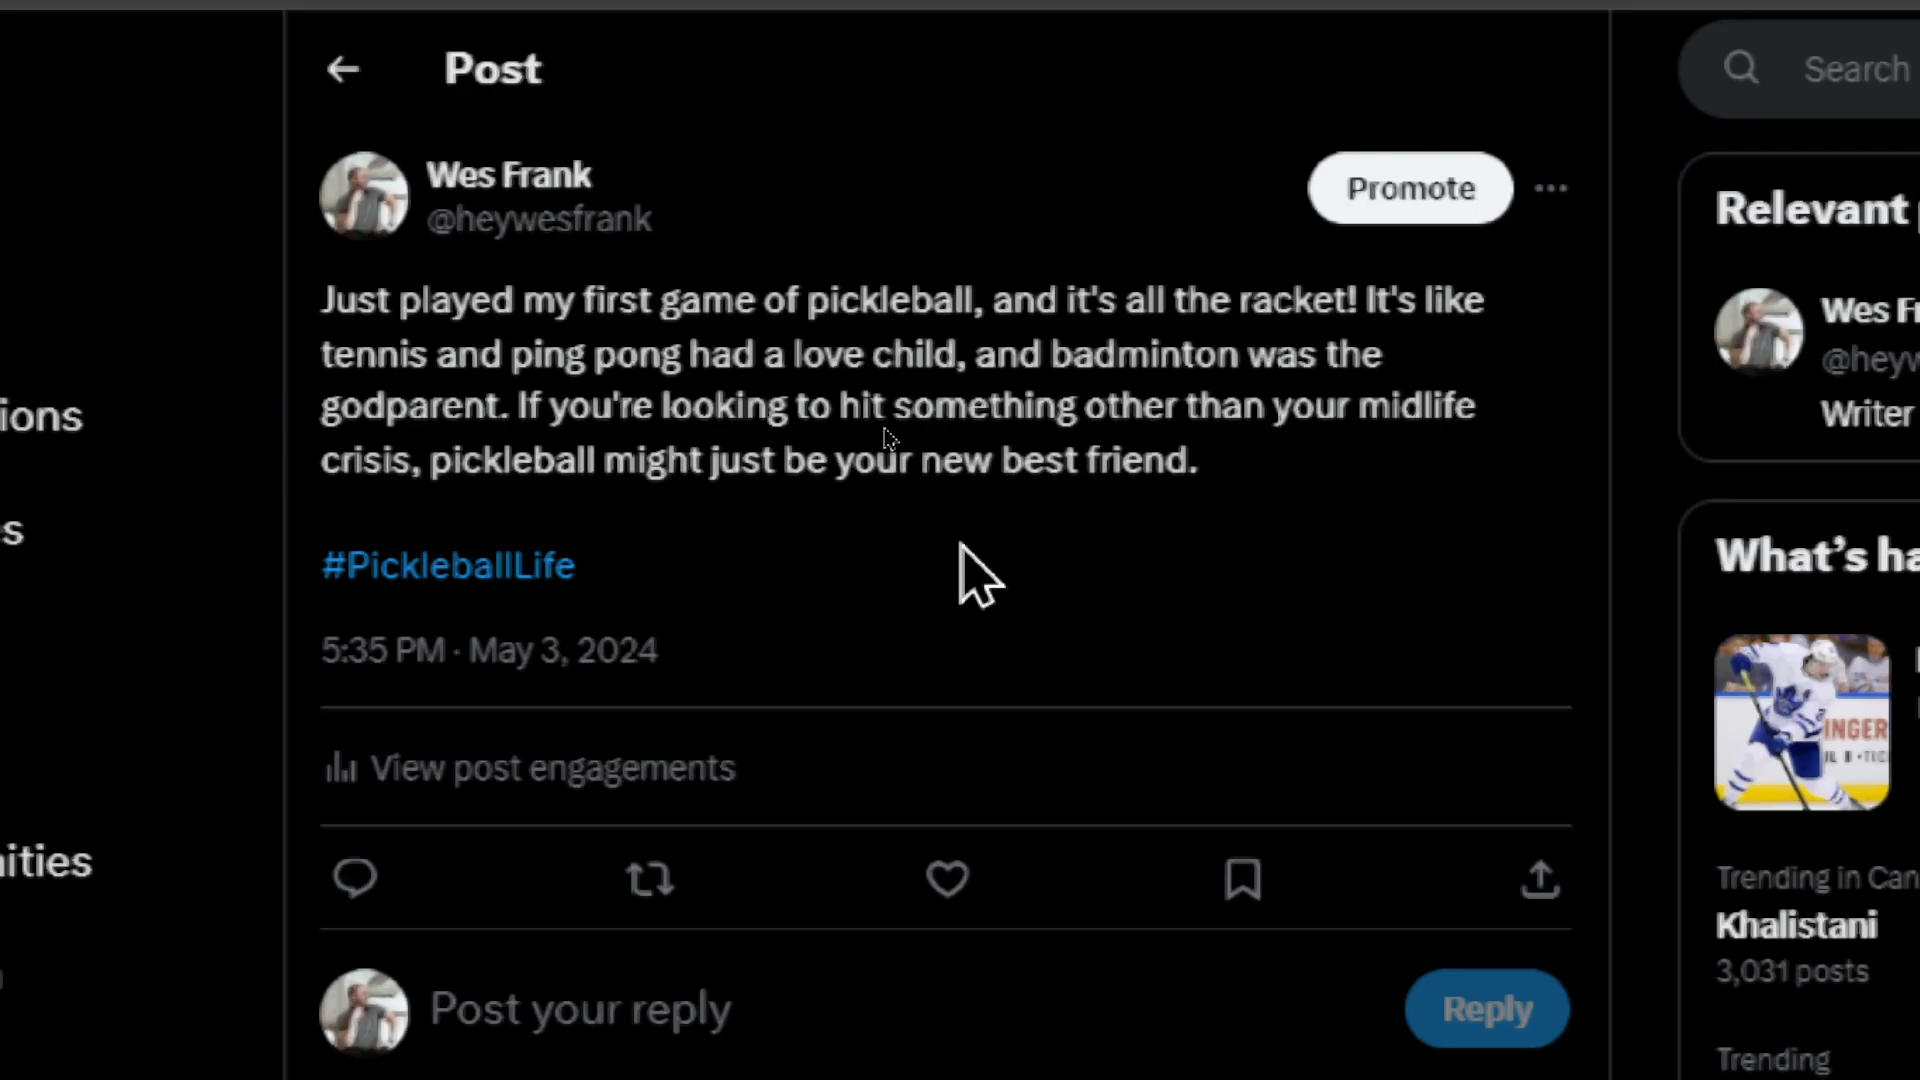 Post
Search
Wes Frank
@heywesfrank
Promote
Just played my first game of pickleball, and it's all the racket! It's like
tennis and ping pong had a love child, and badminton was the
godparent. If you're looking to hit something other than your midlife
crisis, pickleball might just be your new best friend.
#PickleballLife
5:35 PM · May 3, 2024
View post engagements
Post your reply
Reply
ions
s
ities
Relevant
Wes Fr
@heyw
Writer
What's ha
INGER
Trending in Can
Khalistani
3,031 posts
Trending